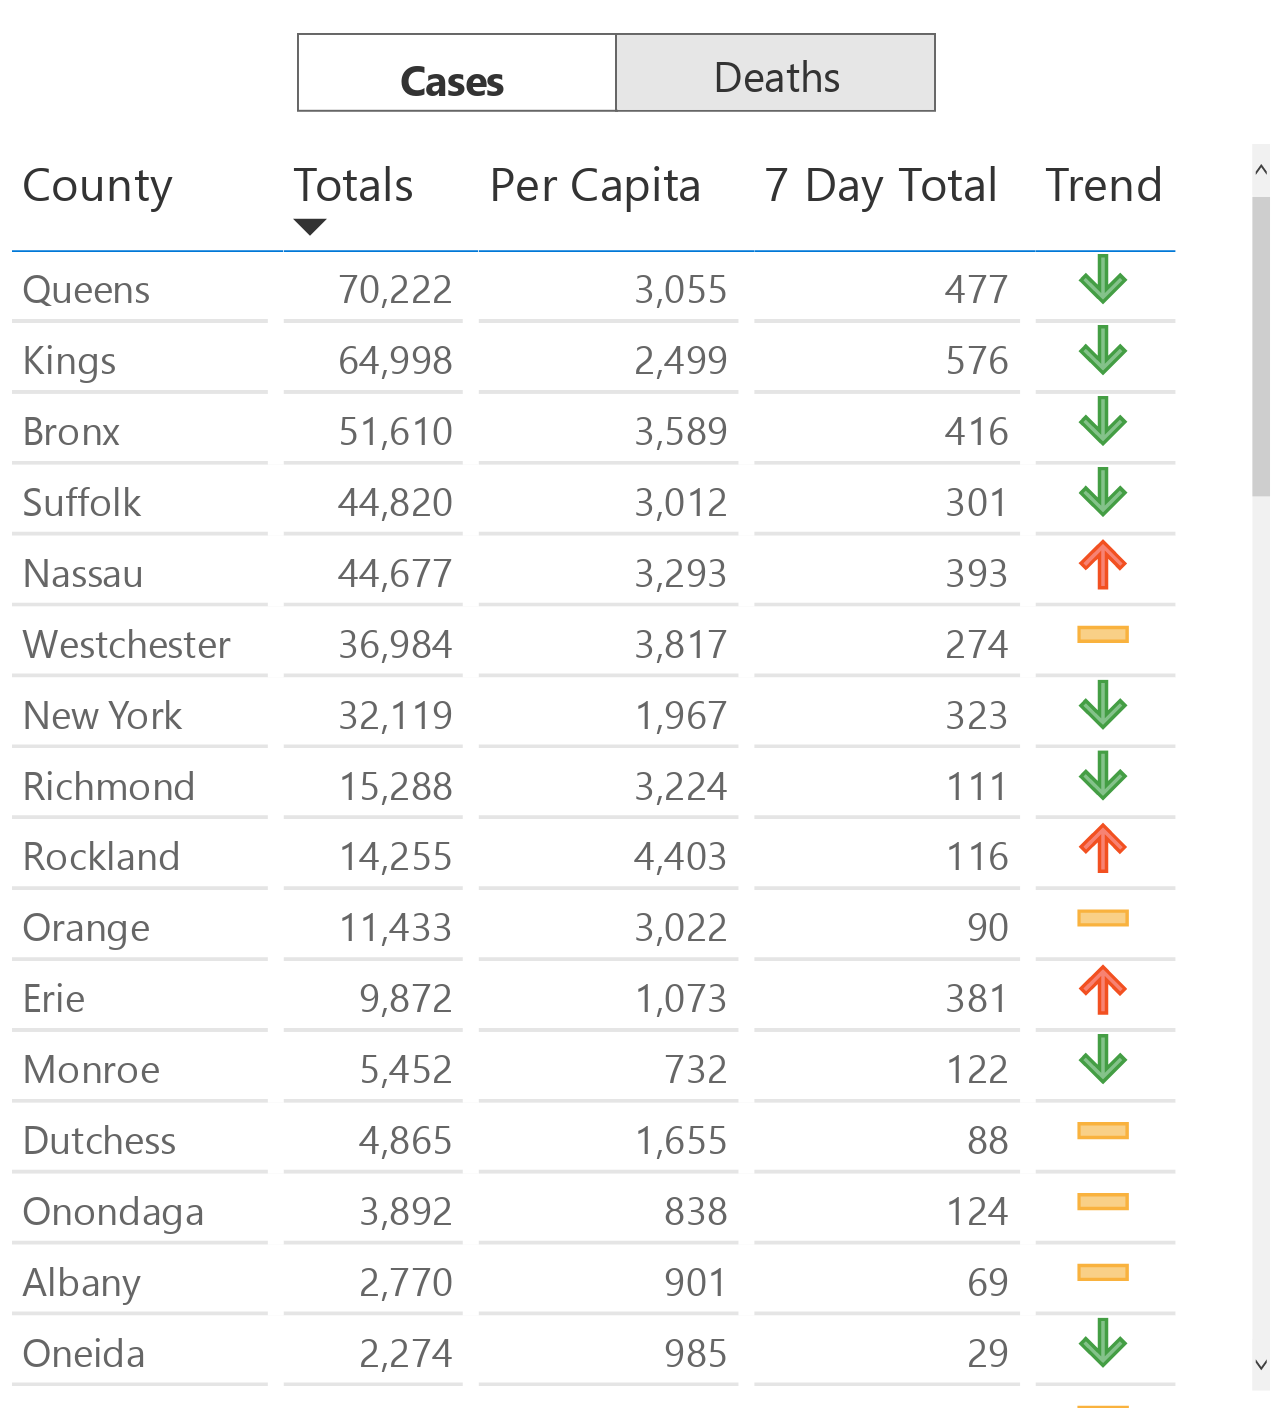 Cases Deaths
County Totals Per Capita 7 Day Total Trend
Queens 70,222 3,055 477
Kings 64,998 2,499 576
Bronx 51,610 3,589 416
Suffolk 44,820 3,012 301
Nassau 44,677 3,293 393
Westchester 36,984 3,817 274
New York 32,119 1,967 323
Richmond 15,288 3,224 111
Rockland 14,255 4,403 116
Orange 11,433 3,022 90
Erie 9,872 1,073 381
Monroe 5,452 732 122
Dutchess 4,865 1,655 88
Onondaga 3,892 838 124
Albany 2,770 901 69
Oneida 2,274 985 29